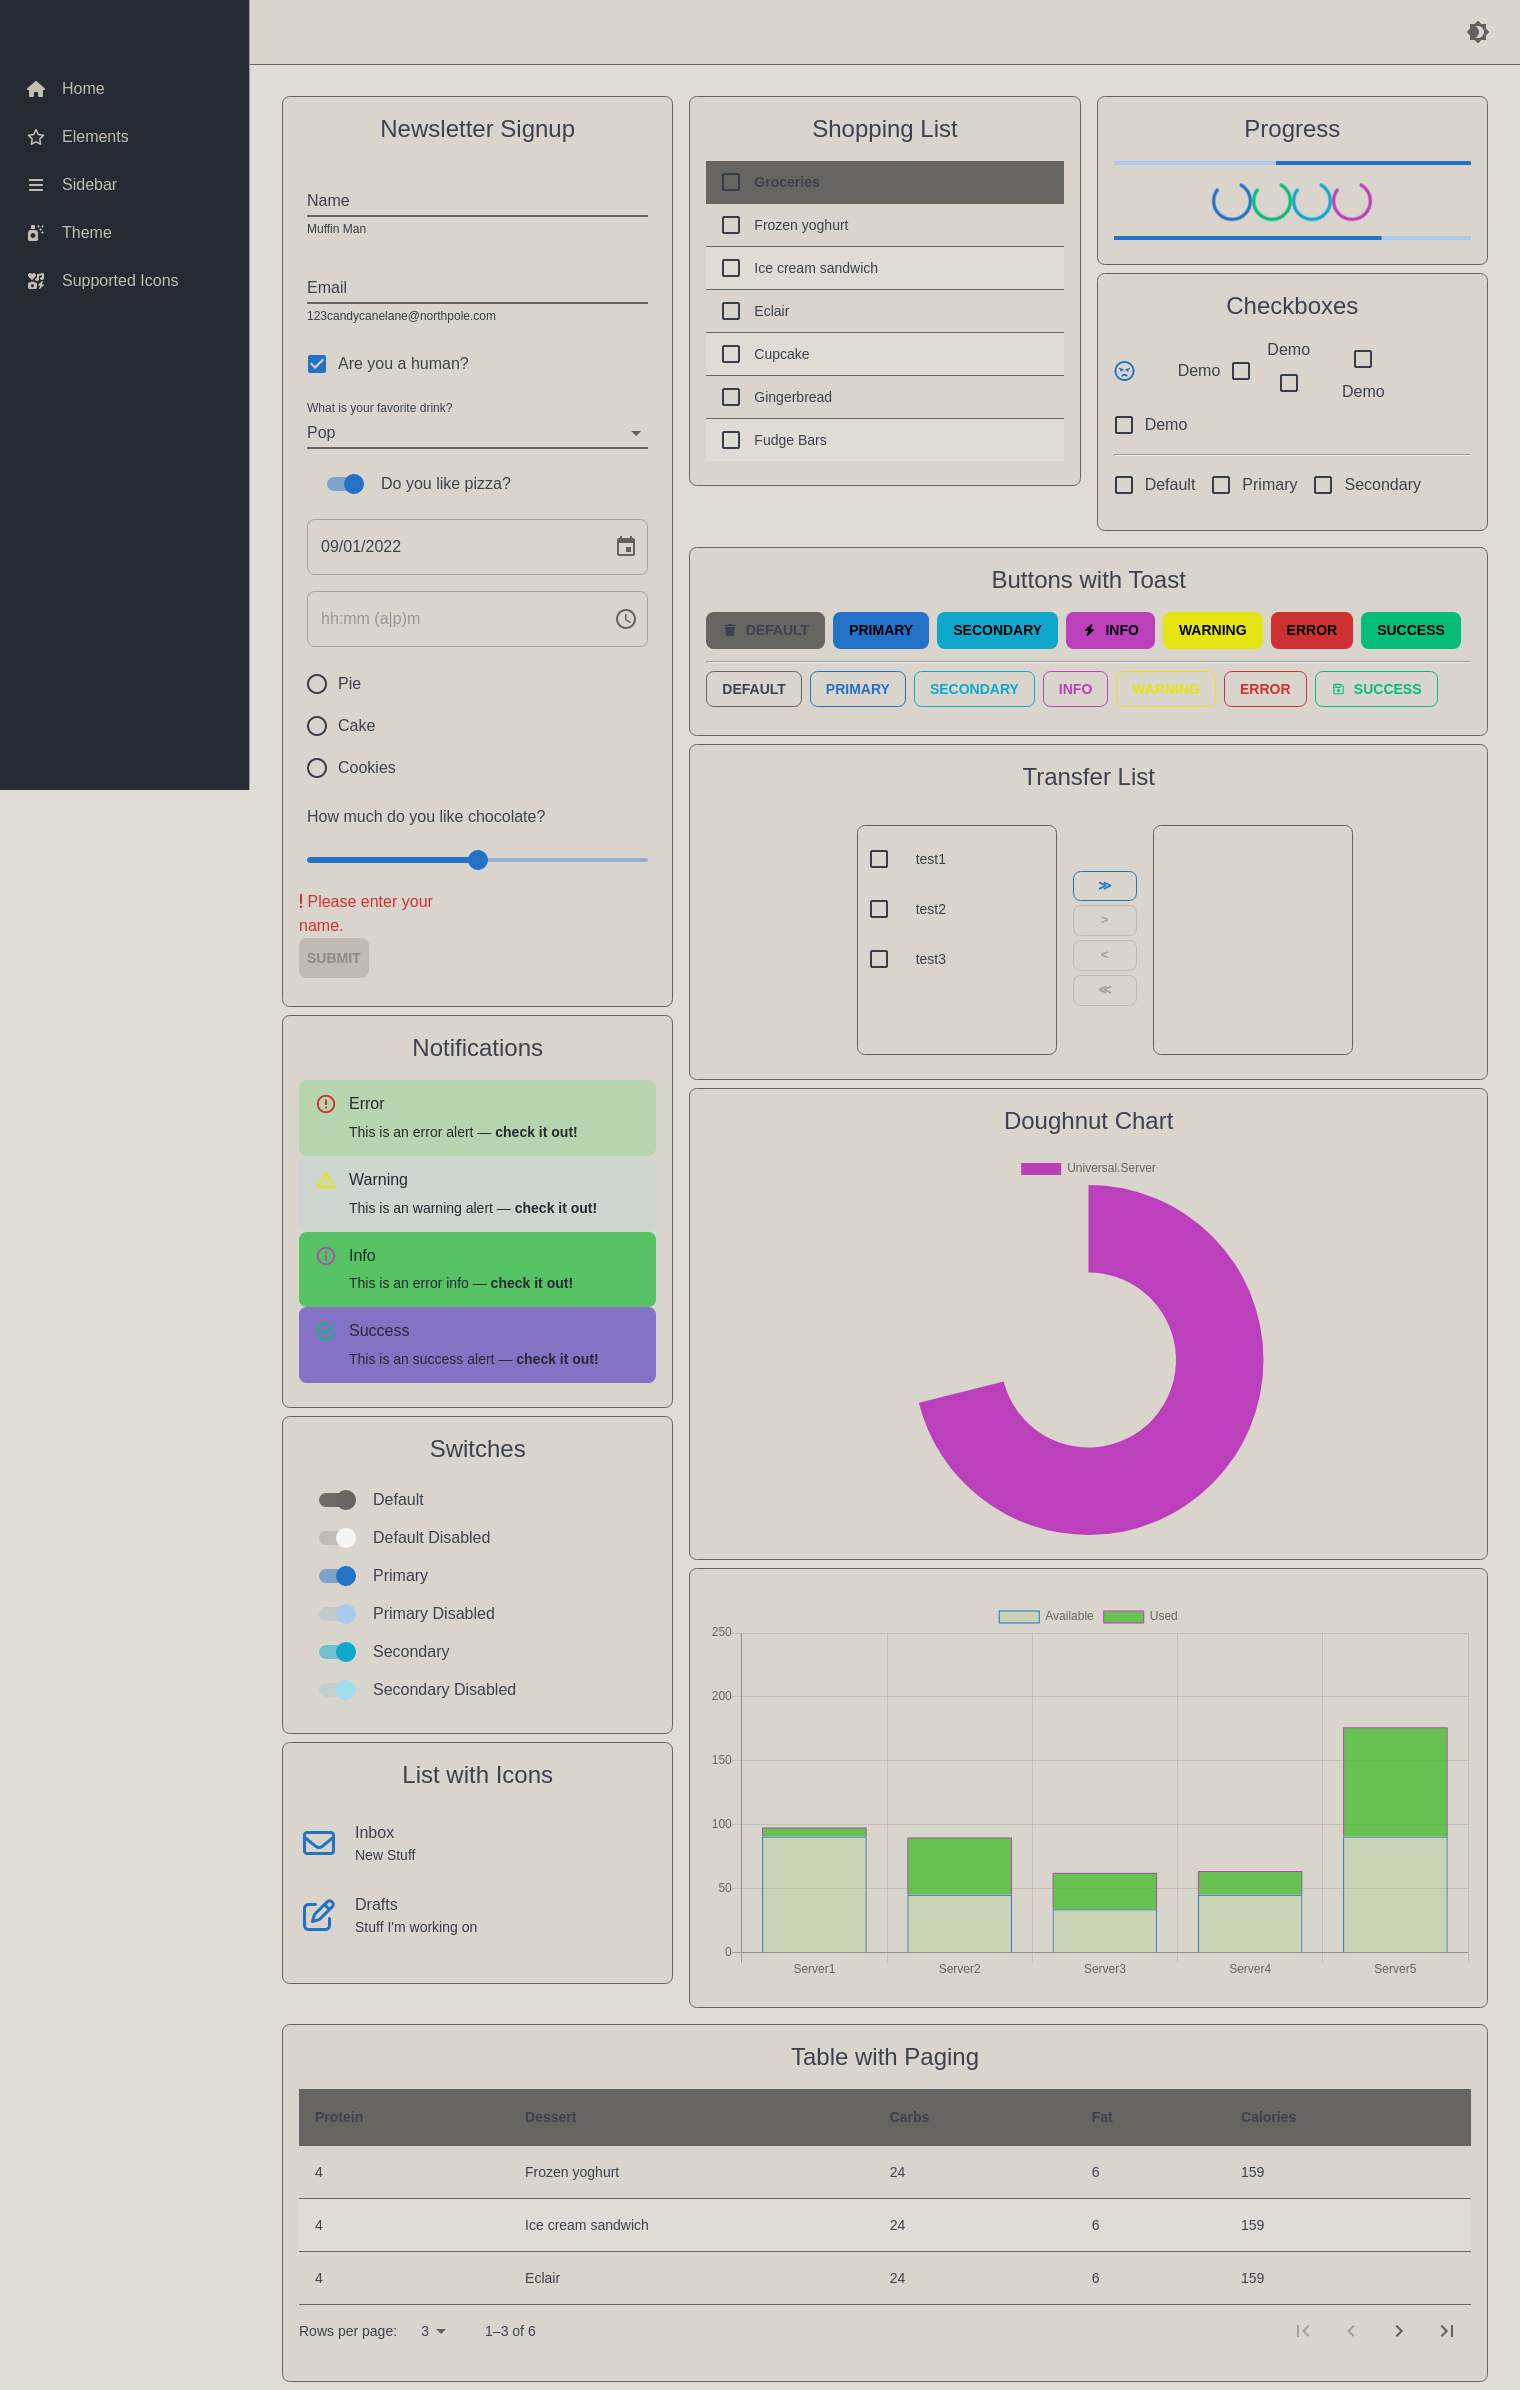 Home
Elements
Sidebar
Theme
Supported Icons
Newsletter Signup
Name
Muffin Man
Email
123candycanelane@northpole.com
Are you a human?
What is your favorite drink?
Pop
Do you like pizza?
09/01/2022
hh:mm (a|p)m
Pie
Cake
Cookies
How much do you like chocolate?
! Please enter your
name.
SUBMIT
Notifications
Error
This is an error alert — check it out!
Warning
This is an warning alert — check it out!
Info
This is an error info — check it out!
Success
This is an success alert — check it out!
Switches
Default
Default Disabled
Primary
Primary Disabled
Secondary
Secondary Disabled
List with Icons
Inbox
New Stuff
Drafts
Stuff I'm working on
Shopping List
Groceries
Frozen yoghurt
Ice cream sandwich
Eclair
Cupcake
Gingerbread
Fudge Bars
Progress
Checkboxes
Demo
Demo
Demo
Demo
Default Primary Secondary
Buttons with Toast
DEFAULT PRIMARY SECONDARY INFO WARNING ERROR SUCCESS
DEFAULT PRIMARY SECONDARY INFO WARNING ERROR SUCCESS
Transfer List
test1
test2
test3
≫
>
<
≪
Doughnut Chart
Universal.Server
Available Used
250
200
150
100
50
0
Server1 Server2 Server3 Server4 Server5
Table with Paging
Protein Dessert Carbs Fat Calories
4 Frozen yoghurt 24 6 159
4 Ice cream sandwich 24 6 159
4 Eclair 24 6 159
Rows per page: 3 1–3 of 6